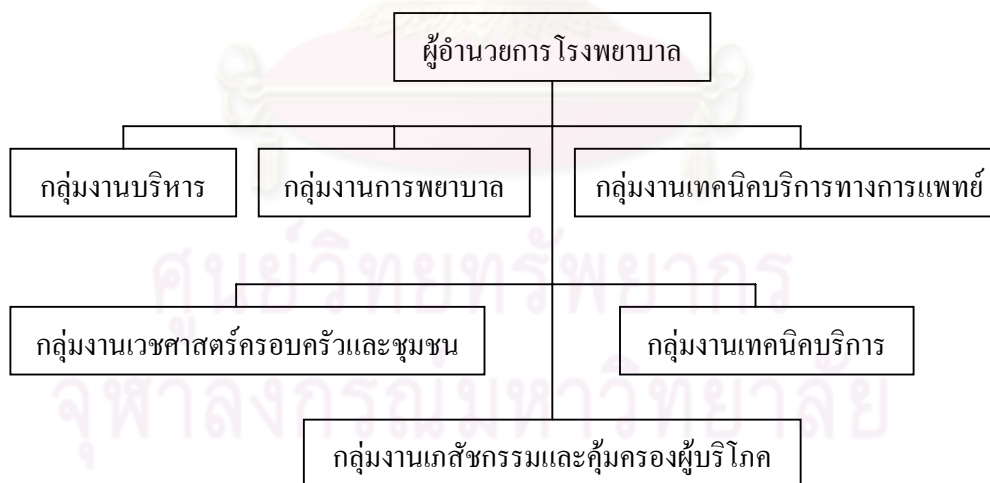 ผู้อำนวยการโรงพยาบาล
กลุ่มงานบริหาร
กลุ่มงานการพยาบาล
กลุ่มงานเทคนิคบริการทางการแพทย์
ศูนย์วิทยทรัพยากร
กลุ่มงานเวชศาสตร์ครอบครัวและชุมชน
กลุ่มงานเทคนิคบริการ
จุฬาลงกรณ์มหาวิทยาลัย
กลุ่มงานเภสัชกรรมและคุ้มครองผู้บริโภค